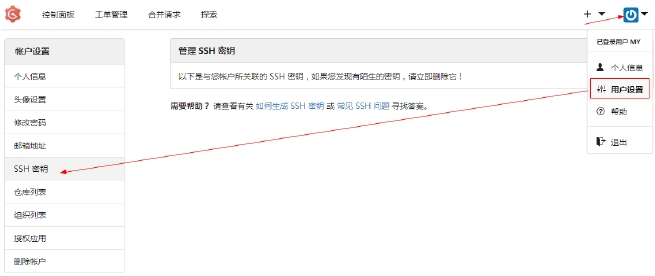 控制面板 工单管理 合并请求 探索
已登录用户 MY
个人信息
用户设置
帮助
退出
帐户设置
个人信息
头像设置
修改密码
邮箱地址
SSH 密钥
仓库列表
组织列表
授权应用
删除帐户
管理 SSH 密钥
以下是与您帐户所关联的 SSH 密钥，如果您发现有陌生的密钥，请立即删除它！
需要帮助？ 请查看有关 如何生成 SSH 密钥 或 常见 SSH 问题 寻找答案。